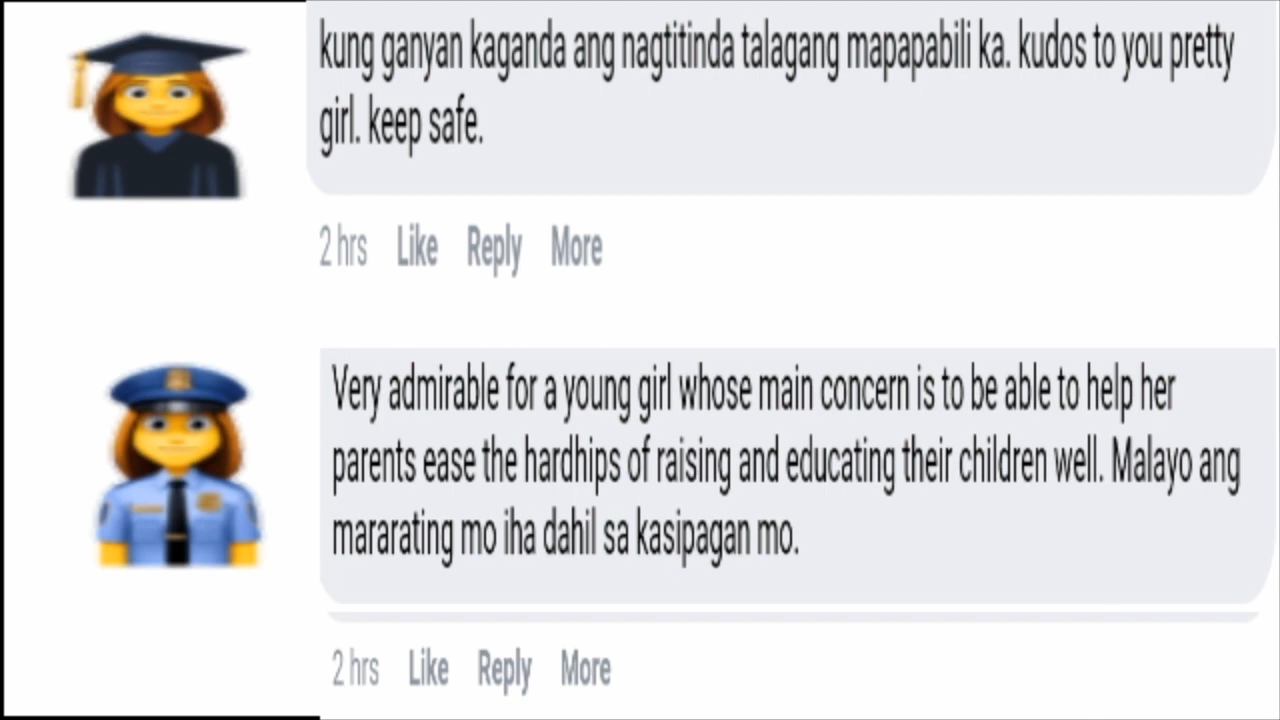 kung ganyan kaganda ang nagtitinda talagang mapapabili ka. kudos to you pretty
girl. keep safe.
2 hrs Like Reply More
Very admirable for a young girl whose main concern is to be able to help her
parents ease the hardhips of raising and educating their children well. Malayo ang
mararating mo iha dahil sa kasipagan mo.
2 hrs Like Reply More